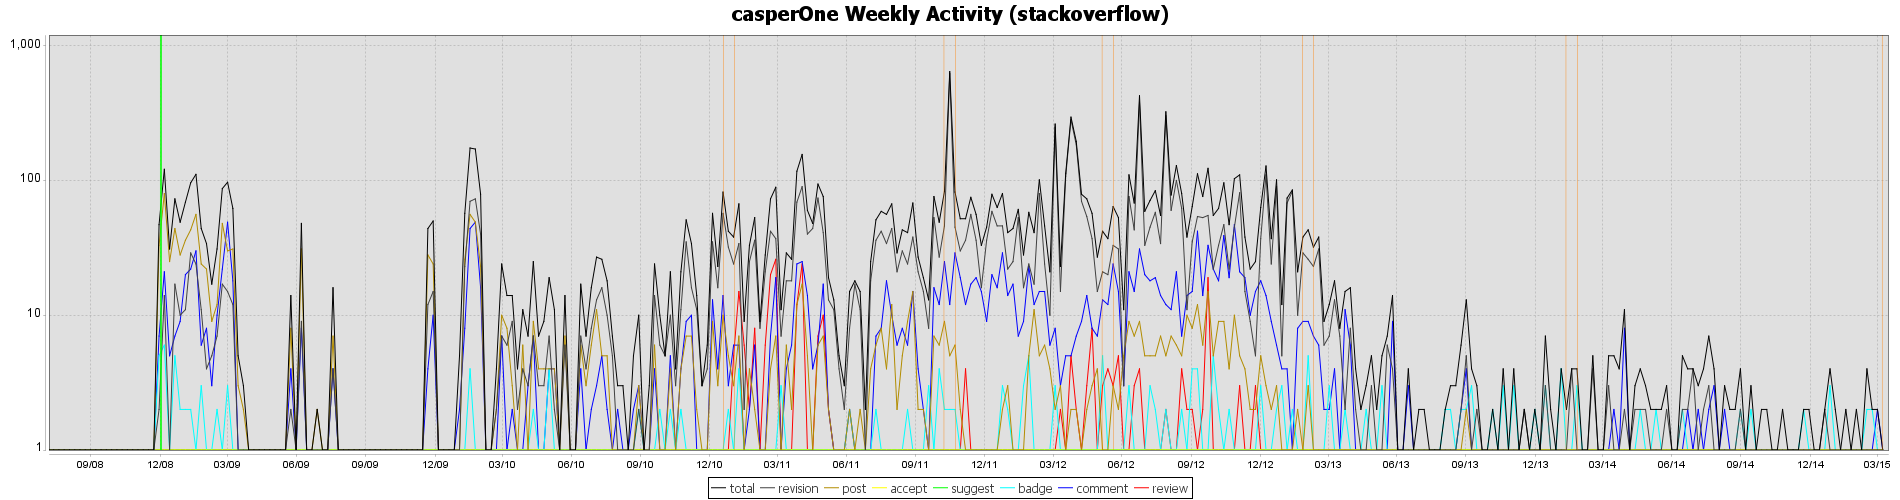 casperOne Weekly Activity (stackoverflow)
1,000
100
10
1
09/08 12/08 03/09 06/09 09/09 12/09 03/10 06/10 09/10 12/10 03/11 06/11 09/11 12/11 03/12 06/12 09/12 12/12 03/13 06/13 09/13 12/13 03/14 06/14 09/14 12/14 03/15
total revision post accept suggest badge comment review